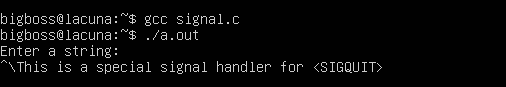 bigboss@lacuna:~$ gcc signal.c
bigboss@lacuna:~$ ./a.out
Enter a string:
^\This is a special signal handler for <SIGQUIT>